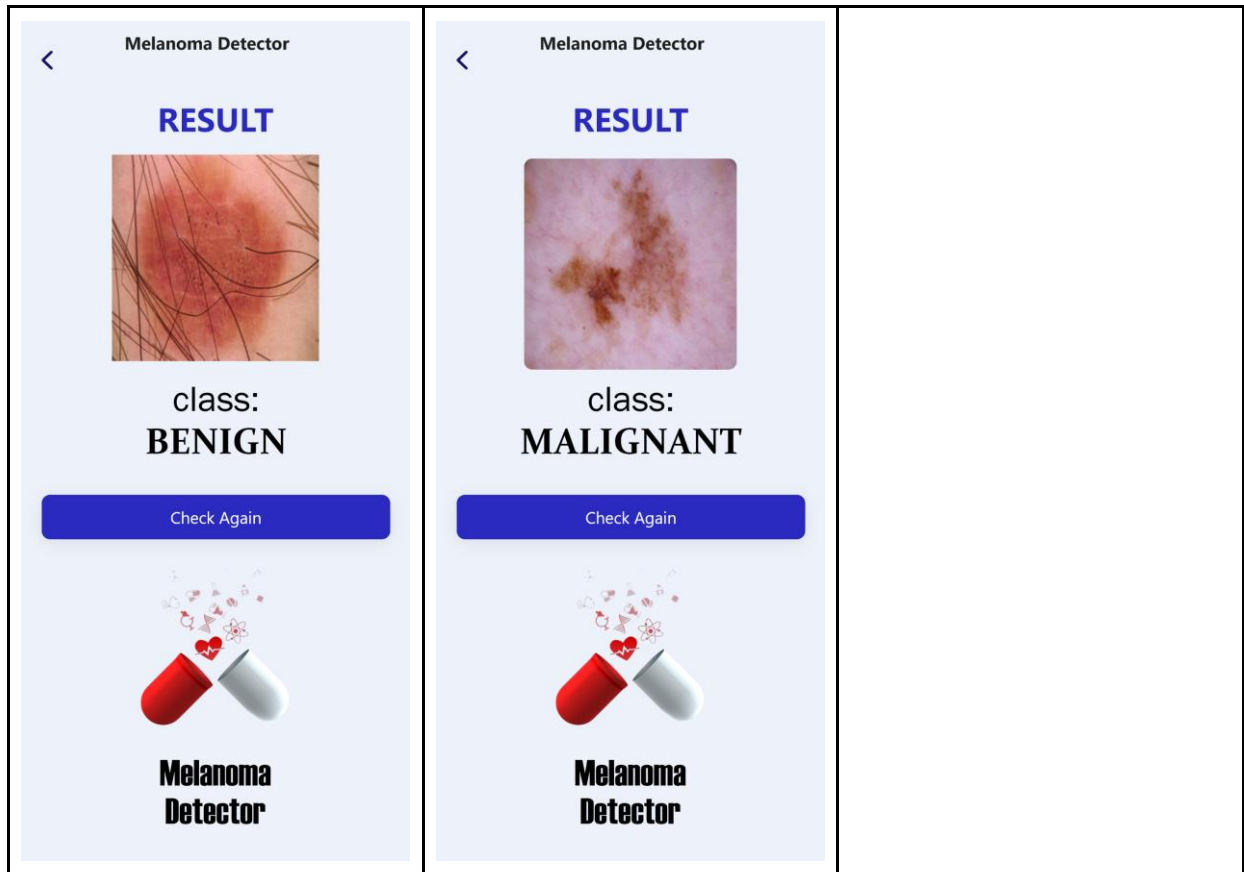 Melanoma Detector
RESULT
class:
BENIGN
Check Again
Melanoma
Detector
Melanoma Detector
RESULT
class:
MALIGNANT
Check Again
Melanoma
Detector